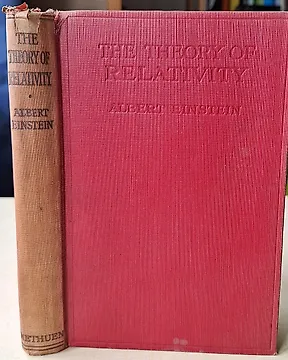 THE
THEORY OF
RELATIVITY
ALBERT
EINSTEIN
METHUEN
THE THEORY OF
RELATIVITY
ALBERT EINSTEIN